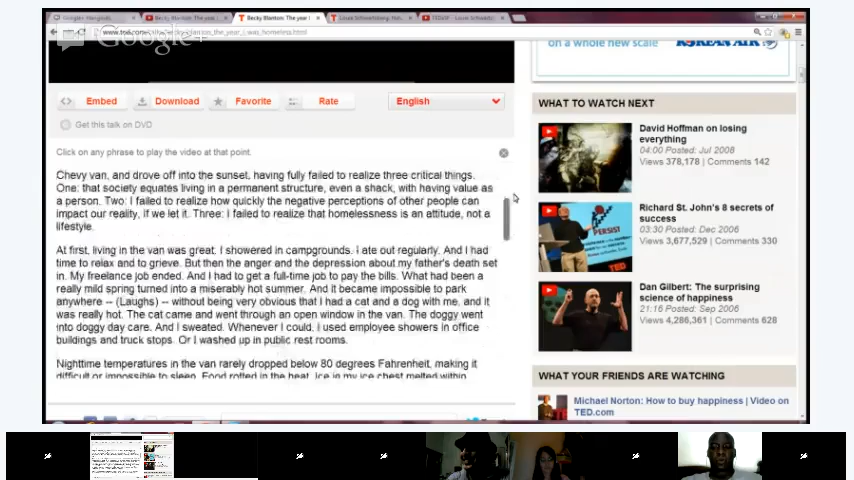 Becky Blanton: The year I
Google+
www.ted.com
_the_year_i_was_homeless.html
on a whole new scale
KOREAN AIR
Embed
Download
Favorite
Rate
English
Get this talk on DVD
Click on any phrase to play the video at that point.
Chevy van, and drove off into the sunset, having fully failed to realize three critical things.
One: that society equates living in a permanent structure, even a shack, with having value as
a person. Two: I failed to realize how quickly the negative perceptions of other people can
impact our reality, if we let it. Three: I failed to realize that homelessness is an attitude, not a
lifestyle.
At first, living in the van was great. I showered in campgrounds. I ate out regularly. And I had
time to relax and to grieve. But then the anger and the depression about my father's death set
in. My freelance job ended. And I had to get a full-time job to pay the bills. What had been a
really mild spring turned into a miserably hot summer. And it became impossible to park
anywhere -- (Laughs) -- without being very obvious that I had a cat and a dog with me, and it
was really hot. The cat came and went through an open window in the van. The doggy went
into doggy day care. And I sweated. Whenever I could, I used employee showers in office
buildings and truck stops. Or I washed up in public rest rooms.
Nighttime temperatures in the van rarely dropped below 80 degrees Fahrenheit, making it
difficult or impossible to sleep. Food rotted in the heat. Ice in my ice chest melted within
WHAT TO WATCH NEXT
David Hoffman on losing
everything
04:00 Posted: Jul 2008
Views 378,178 | Comments 142
PERSIST
TED
Richard St. John's 8 secrets of
success
03:30 Posted: Dec 2006
Views 3,677,529 | Comments 330
Dan Gilbert: The surprising
science of happiness
21:16 Posted: Sep 2006
Views 4,286,361 | Comments 628
WHAT YOUR FRIENDS ARE WATCHING
Michael Norton: How to buy happiness | Video on
TED.com